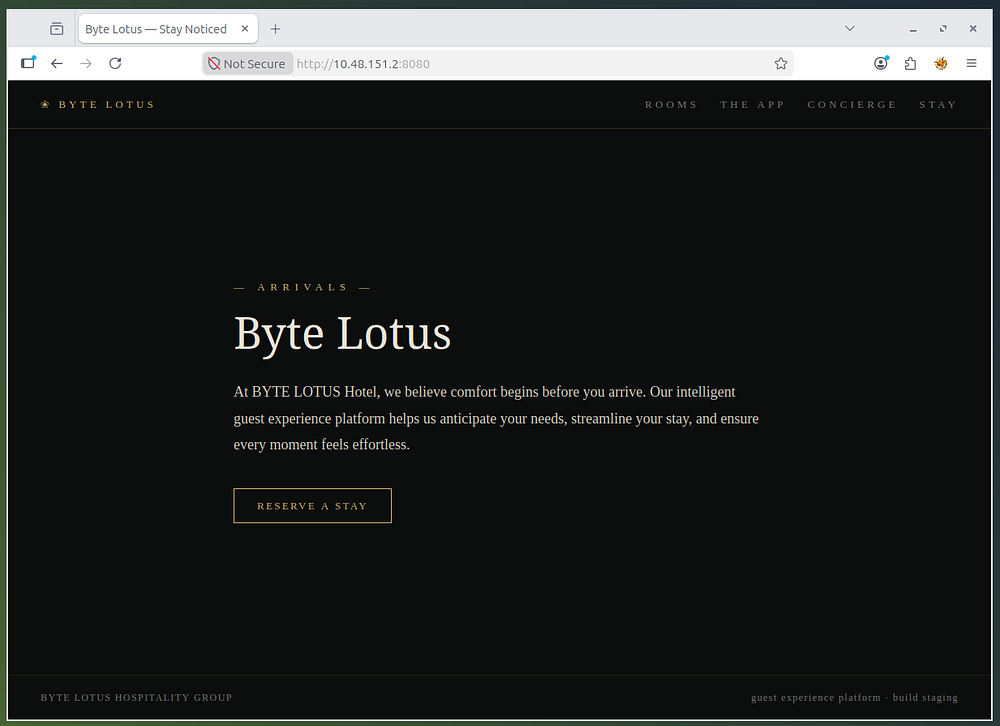 Byte Lotus — Stay Noticed
Not Secure http://10.48.151.2:8080
BYTE LOTUS
ROOMS THE APP CONCIERGE STAY
— ARRIVALS —
Byte Lotus
At BYTE LOTUS Hotel, we believe comfort begins before you arrive. Our intelligent
guest experience platform helps us anticipate your needs, streamline your stay, and ensure
every moment feels effortless.
RESERVE A STAY
BYTE LOTUS HOSPITALITY GROUP
guest experience platform · build staging